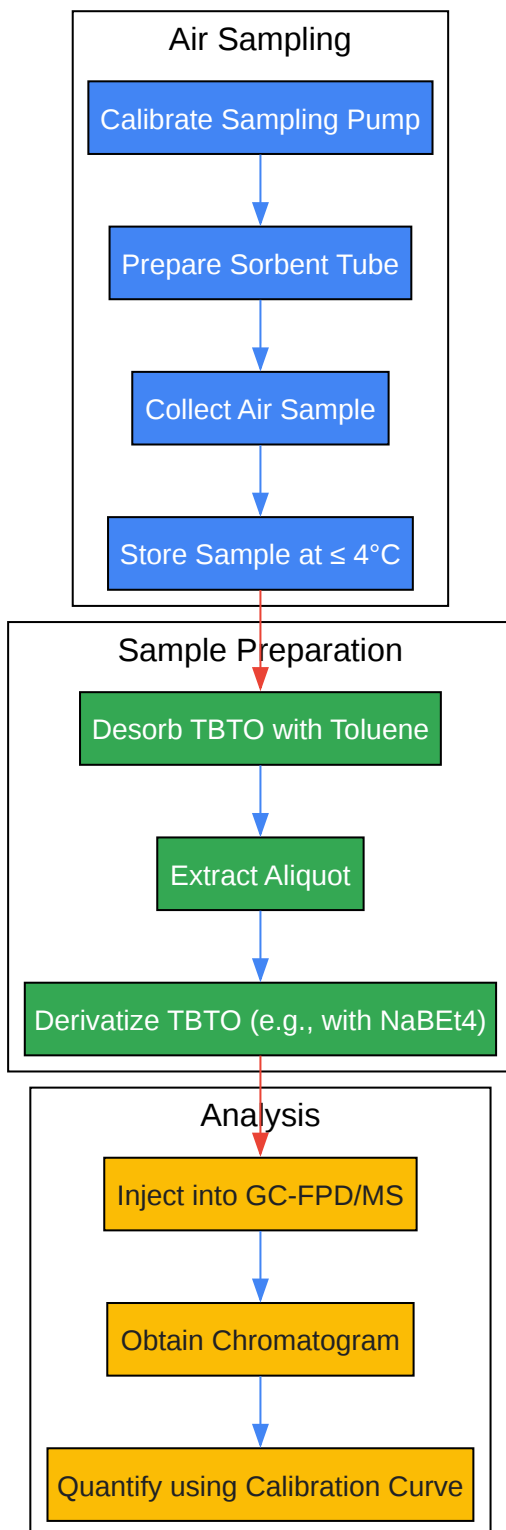 Air Sampling
Calibrate Sampling Pump
Prepare Sorbent Tube
Collect Air Sample
Store Sample at ≤ 4°C
Sample Preparation
Desorb TBTO with Toluene
Extract Aliquot
Derivatize TBTO (e.g., with NaBEt4)
Analysis
Inject into GC-FPD/MS
Obtain Chromatogram
Quantify using Calibration Curve